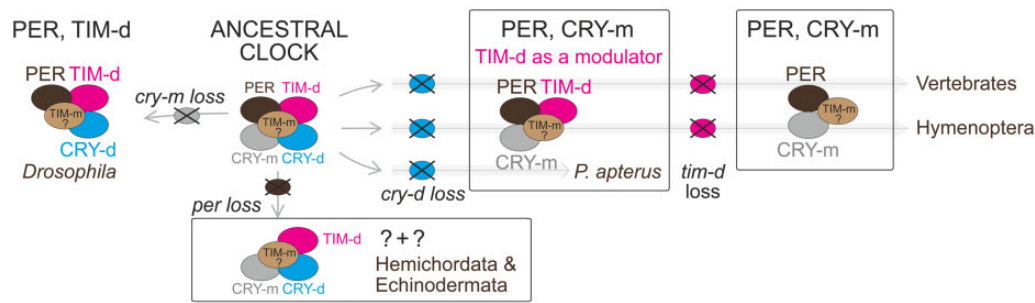 PER, TIM-d
PER TIM-d
TIM-m
?
CRY-d
Drosophila
cry-m loss
ANCESTRAL
CLOCK
PER TIM-d
TIM-m
?
CRY-m CRY-d
per loss
cry-d loss
PER, CRY-m
TIM-d as a modulator
PER TIM-d
TIM-m
?
CRY-m
P. apterus
tim-d
loss
PER, CRY-m
PER
TIM-m
?
CRY-m
Vertebrates
Hymenoptera
TIM-d
TIM-m
?
CRY-m CRY-d
? + ?
Hemichordata &
Echinodermata